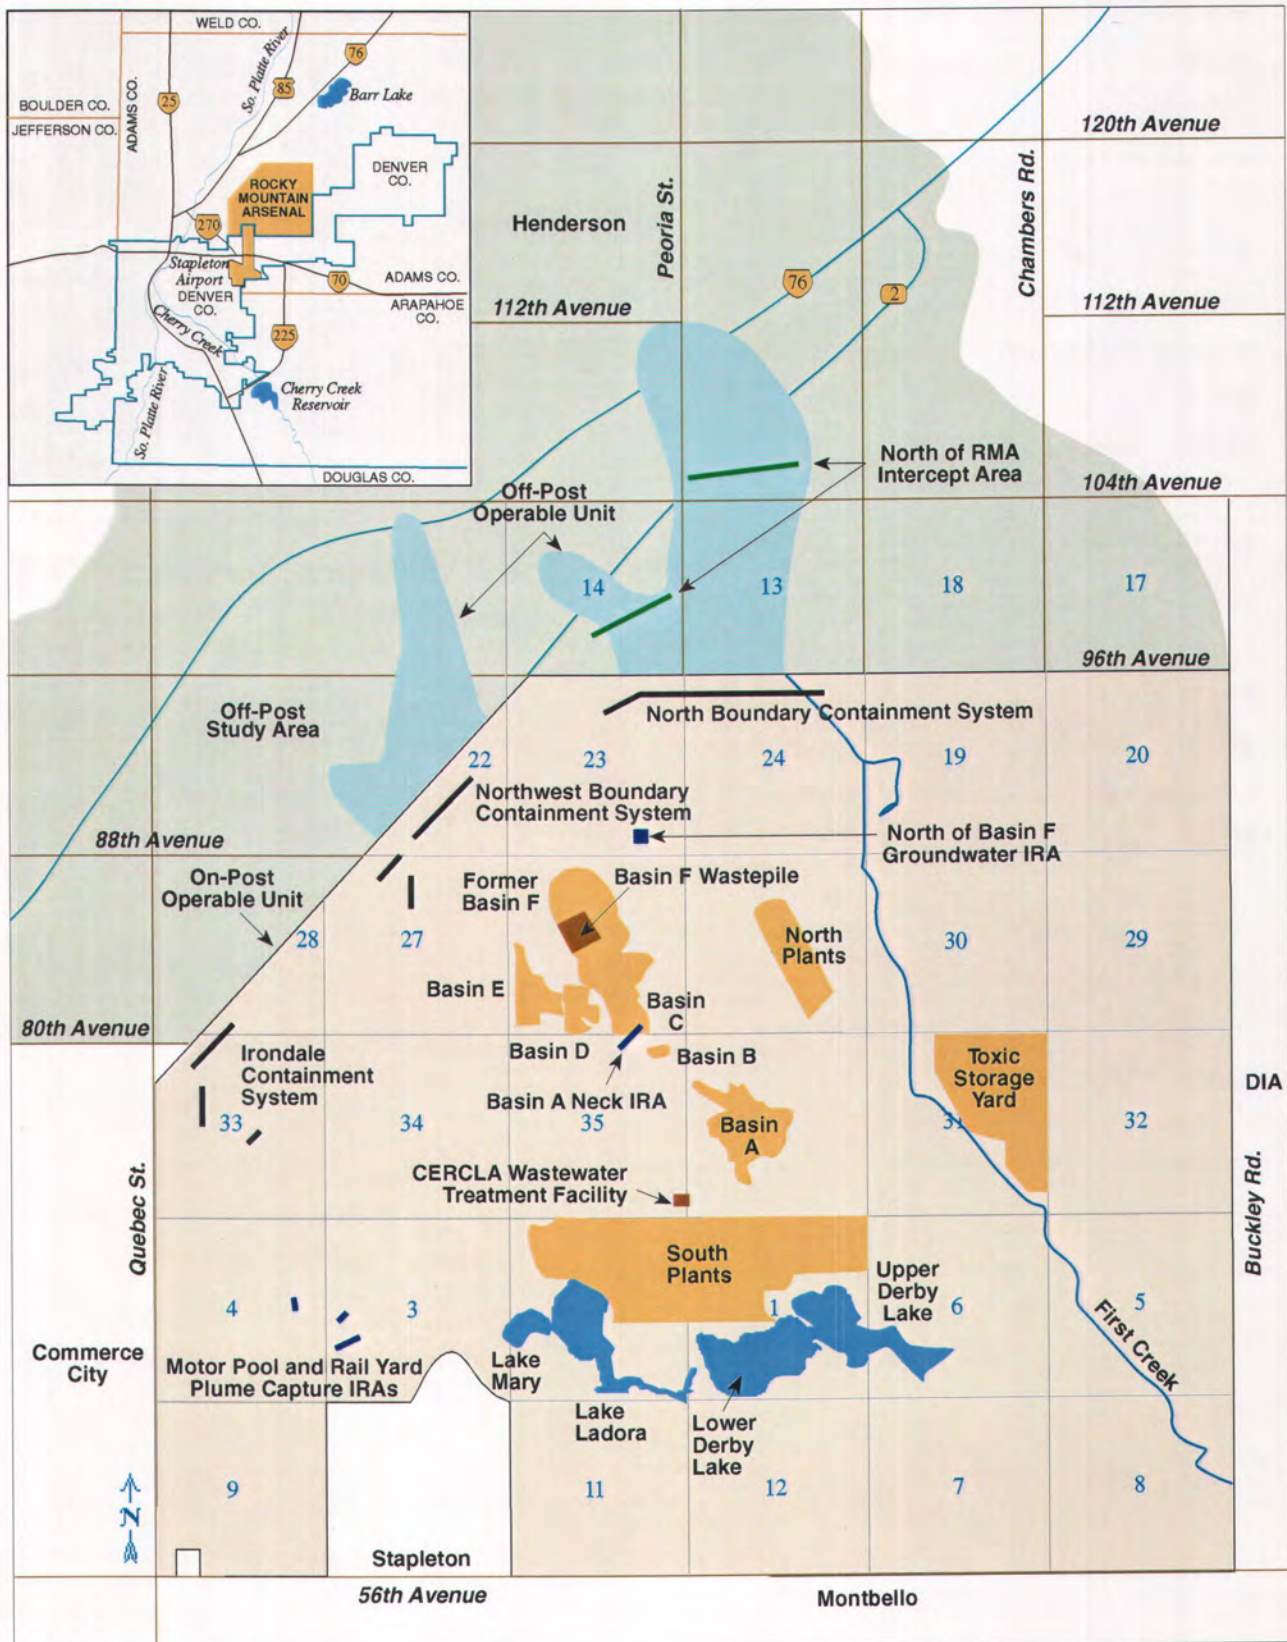 WELD CO.
So. Platte River
76
85
25
Barr Lake
BOULDER CO.
JEFFERSON CO.
ADAMS CO.
DENVER
CO.
ROCKY
MOUNTAIN
ARSENAL
270
Stapleton
Airport
70
ADAMS CO.
ARAPAHOE
CO.
DENVER
CO.
Cherry Creek
225
Cherry Creek
Reservoir
So. Platte River
DOUGLAS CO.
120th Avenue
Chambers Rd.
Peoria St.
Henderson
76
2
112th Avenue
112th Avenue
North of RMA
Intercept Area
104th Avenue
Off-Post
Operable Unit
14
13
18
17
96th Avenue
Off-Post
Study Area
North Boundary Containment System
22
23
24
19
20
Northwest Boundary
Containment System
North of Basin F
Groundwater IRA
88th Avenue
On-Post
Operable Unit
Former
Basin F
Basin F Wastepile
28
27
North
Plants
30
29
Basin E
Basin
C
80th Avenue
Irondale
Containment
System
Basin D
Basin B
Toxic
Storage
Yard
DIA
Basin A Neck IRA
33
34
35
Basin
A
31
32
CERCLA Wastewater
Treatment Facility
Quebec St.
Buckley Rd.
South
Plants
Upper
Derby
Lake
4
3
1
6
5
First Creek
Commerce
City
Motor Pool and Rail Yard
Plume Capture IRAs
Lake
Mary
Lake
Ladora
Lower
Derby
Lake
N
9
11
12
7
8
Stapleton
56th Avenue
Montbello